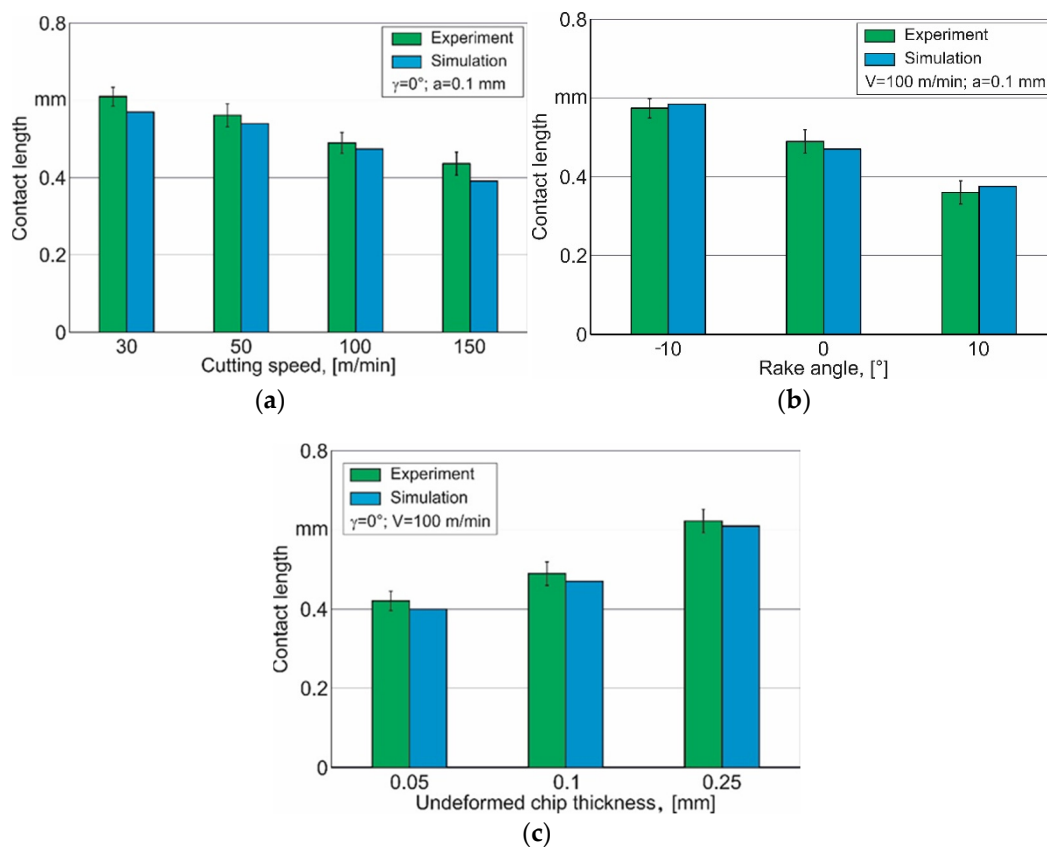 0.8
Experiment
Simulation
γ=0°; a=0.1 mm
mm
0.4
0.2
0
Contact length
30 50 100 150
Cutting speed, [m/min]
(a)
0.8
Experiment
Simulation
V=100 m/min; a=0.1 mm
mm
0.4
0.2
0
Contact length
-10 0 10
Rake angle, [°]
(b)
0.8
Experiment
Simulation
γ=0°; V=100 m/min
mm
0.4
0.2
0
Contact length
0.05 0.1 0.25
Undeformed chip thickness, [mm]
(c)